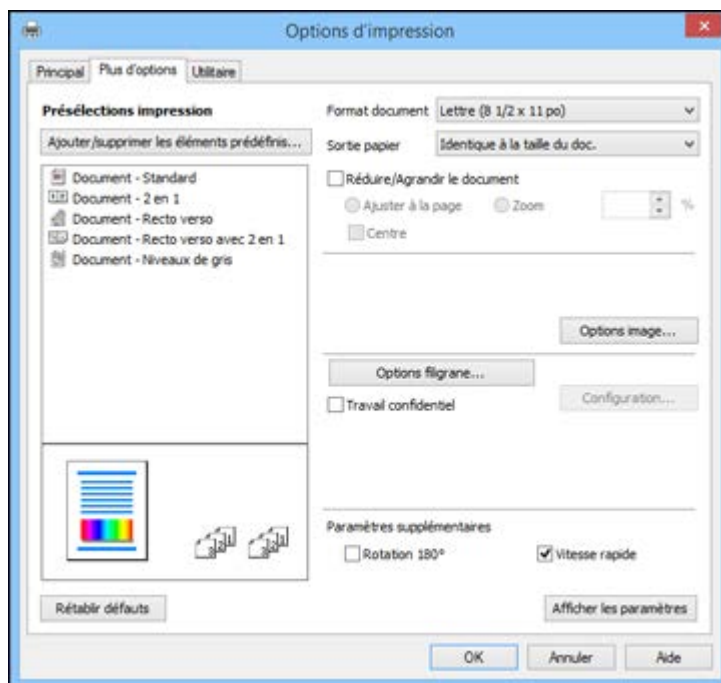 Options d'impression
Principal
Plus d'options
Utilitaire
Présélections impression
Ajouter/supprimer les éléments prédéfinis...
Document - Standard
Document - 2 en 1
Document - Recto verso
Document - Recto verso avec 2 en 1
Document - Niveaux de gris
Rétablir défauts
Format document
Lettre (8 1/2 x 11 po)
Sortie papier
Identique à la taille du doc.
Réduire/Agrandir le document
Ajuster à la page
Zoom
%
Centre
Options image...
Options filigrane...
Travail confidentiel
Configuration...
Paramètres supplémentaires
Rotation 180°
Vitesse rapide
Afficher les paramètres
OK
Annuler
Aide